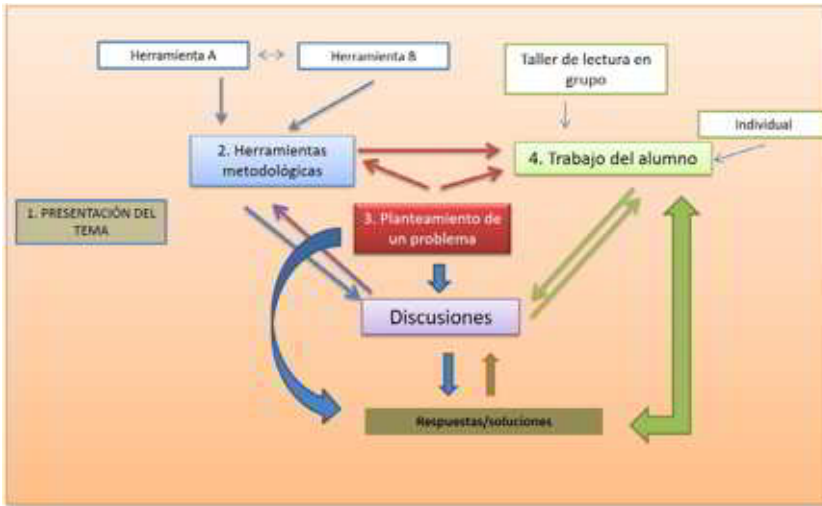 Herramienta A
Herramienta B
Taller de lectura en
grupo
Individual
2. Herramientas
metodológicas
4. Trabajo del alumno
1. PRESENTACIÓN DEL
TEMA
3. Planteamiento de
un problema
Discusiones
Respuestas/soluciones